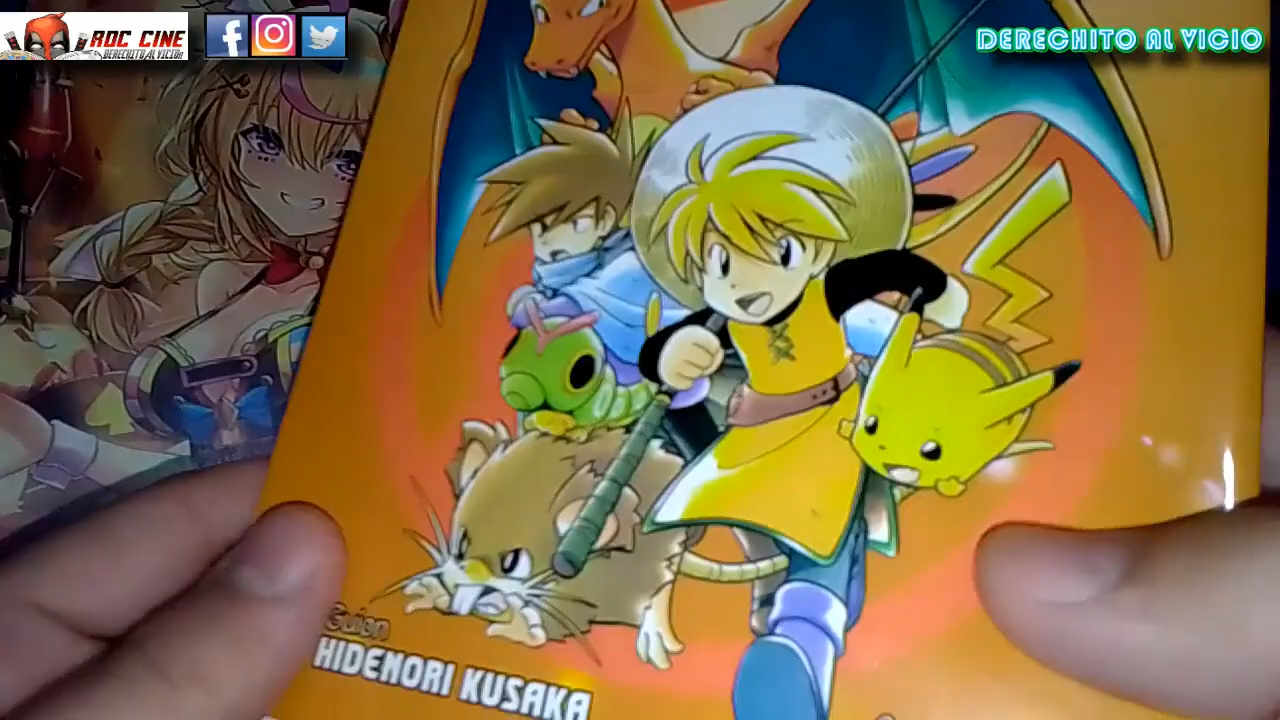 ROC CINE
DERECHITO AL VICIO
DERECHITO AL VICIO
Guion
HIDENORI KUSAKA